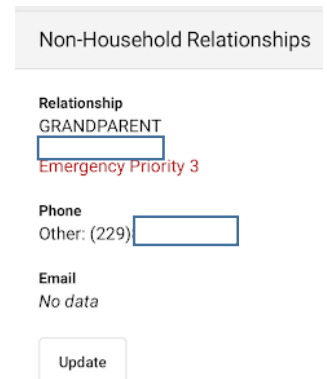 Non-Household Relationships
Relationship
GRANDPARENT
Emergency Priority 3
Phone
Other: (229)
Email
No data
Update